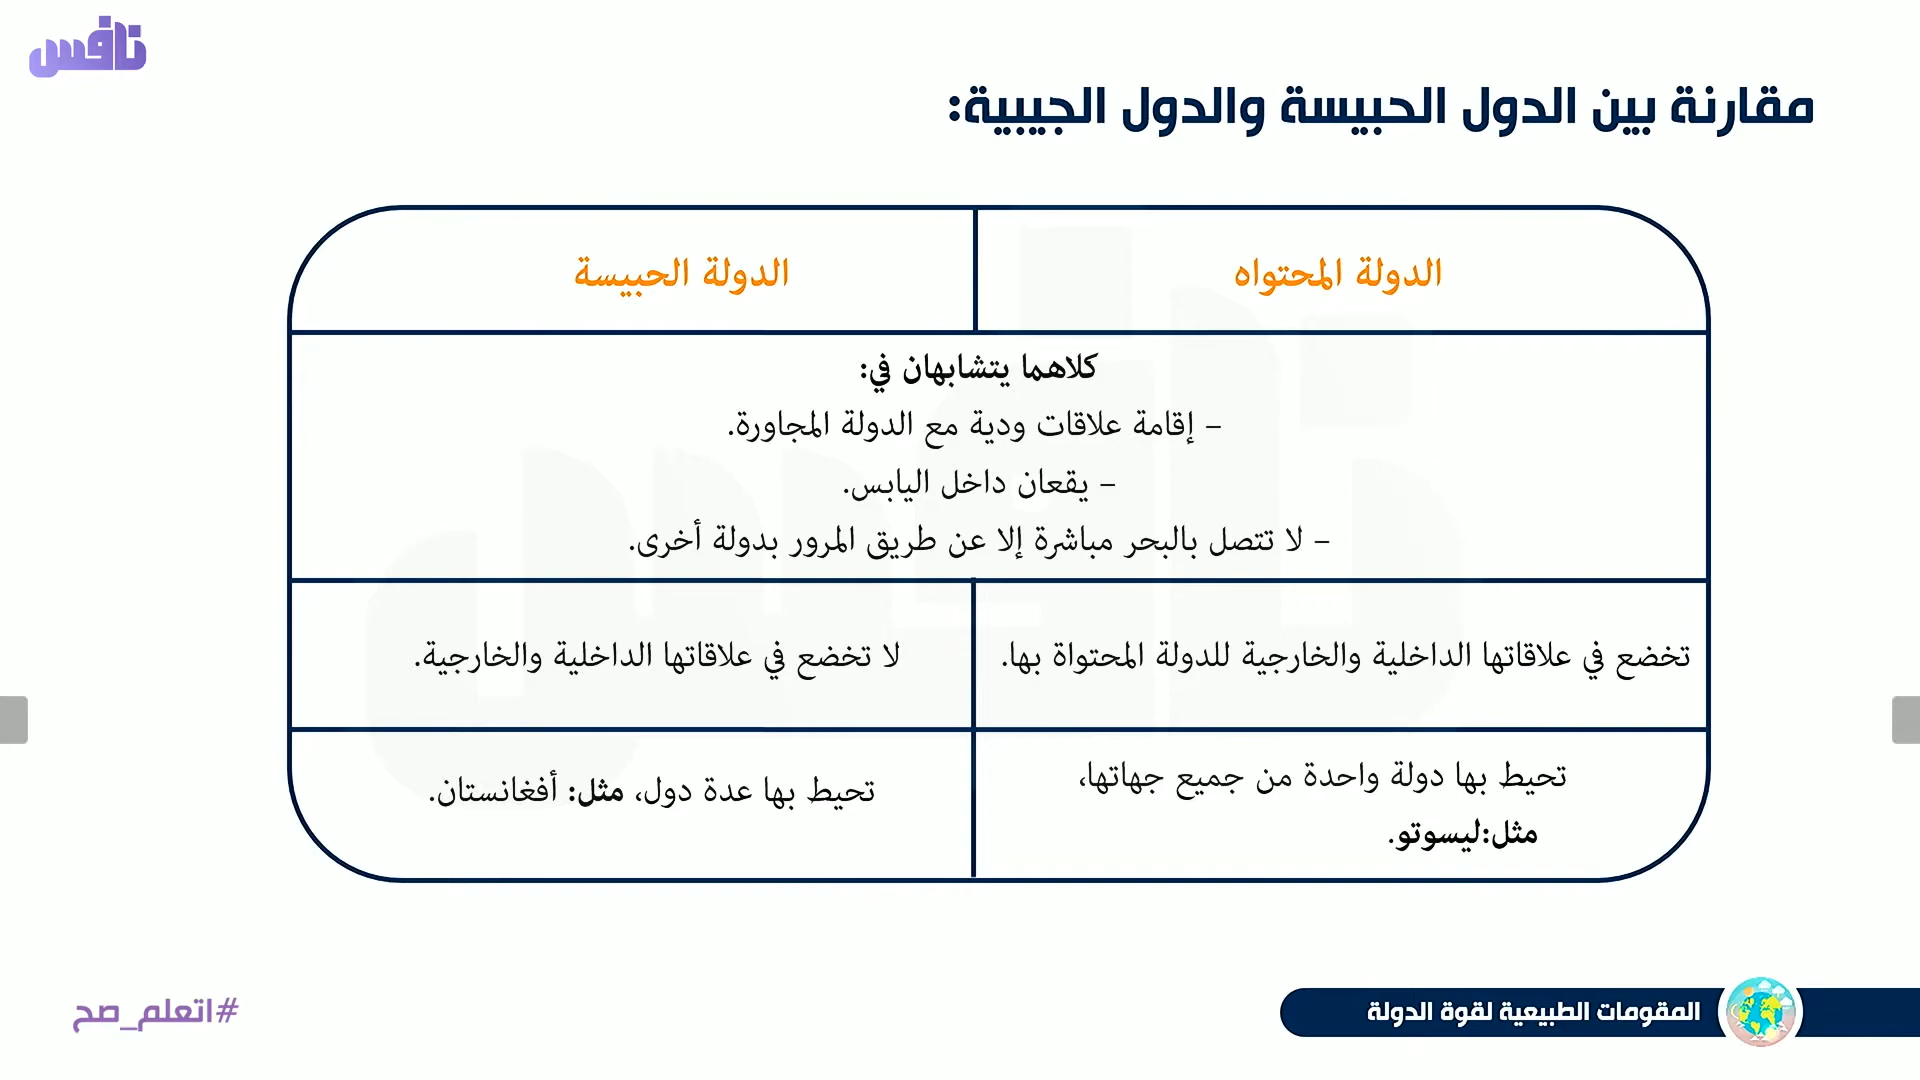 نافس
مقارنة بين الدول الحبيسة والدول الجيبية:
الدولة المحتواه
الدولة الحبيسة
كلاهما يتشابهان في:
– إقامة علاقات ودية مع الدولة المجاورة.
– يقعان داخل اليابس.
– لا تتصل بالبحر مباشرة إلا عن طريق المرور بدولة أخرى.
تخضع في علاقاتها الداخلية والخارجية للدولة المحتواة بها.
لا تخضع في علاقاتها الداخلية والخارجية.
تحيط بها دولة واحدة من جميع جهاتها،
مثل:ليسوتو.
تحيط بها عدة دول، مثل: أفغانستان.
المقومات الطبيعية لقوة الدولة
#اتعلم_صح